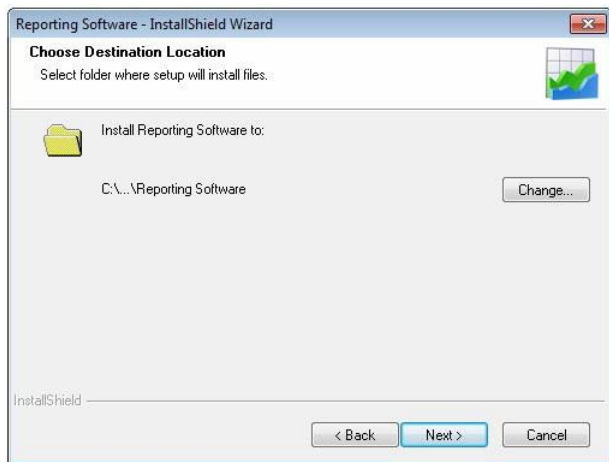 Reporting Software - InstallShield Wizard
Choose Destination Location
Select folder where setup will install files.
Install Reporting Software to:
C:\...\Reporting Software
Change...
InstallShield
< Back
Next >
Cancel